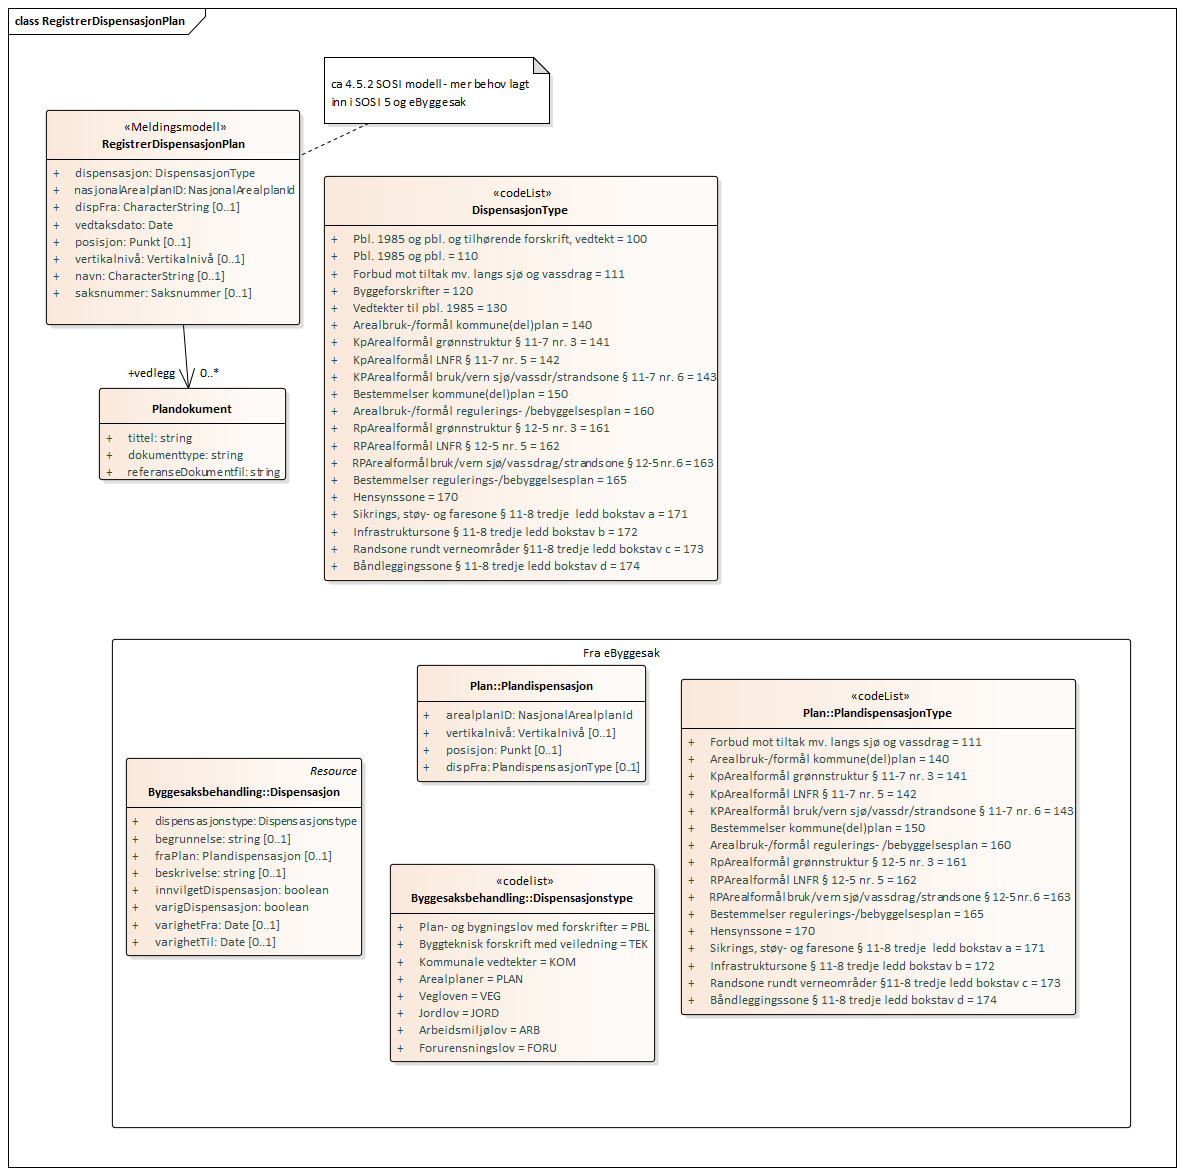 class RegistrerDispensasjonPlan
ca 4.5.2 SOSI modell - mer behov lagt
inn i SOSI 5 og eByggesak
«Meldingsmodell»
RegistrerDispensasjonPlan
+ dispensasjon: DispensasjonType
+ nasjonalArealplanID: NasjonalArealplanId
+ dispFra: CharacterString [0..1]
+ vedtaksdato: Date
+ posisjon: Punkt [0..1]
+ vertikalnivå: Vertikalnivå [0..1]
+ navn: CharacterString [0..1]
+ saksnummer: Saksnummer [0..1]
+vedlegg 0..*
Plandokument
+ tittel: string
+ dokumenttype: string
+ referanseDokumentfil: string
«codeList»
DispensasjonType
+ Pbl. 1985 og pbl. og tilhørende forskrift, vedtekt = 100
+ Pbl. 1985 og pbl. = 110
+ Forbud mot tiltak mv. langs sjø og vassdrag = 111
+ Byggeforskrifter = 120
+ Vedtekter til pbl. 1985 = 130
+ Arealbruk-/formål kommune(del)plan = 140
+ KpArealformål grønnstruktur § 11-7 nr. 3 = 141
+ KpArealformål LNFR § 11-7 nr. 5 = 142
+ KPArealformål bruk/vern sjø/vassdr/strandsone § 11-7 nr. 6 = 143
+ Bestemmelser kommune(del)plan = 150
+ Arealbruk-/formål regulerings- /bebyggelsesplan = 160
+ RpArealformål grønnstruktur § 12-5 nr. 3 = 161
+ RPArealformål LNFR § 12-5 nr. 5 = 162
+ RPArealformål bruk/vern sjø/vassdrag/strandsone § 12-5 nr. 6 = 163
+ Bestemmelser regulerings-/bebyggelsesplan = 165
+ Hensynssone = 170
+ Sikrings, støy- og faresone § 11-8 tredje  ledd bokstav a = 171
+ Infrastruktursone § 11-8 tredje ledd bokstav b = 172
+ Randsone rundt verneområder §11-8 tredje ledd bokstav c = 173
+ Båndleggingssone § 11-8 tredje ledd bokstav d = 174
Fra eByggesak
Plan::Plandispensasjon
+ arealplanID: NasjonalArealplanId
+ vertikalnivå: Vertikalnivå [0..1]
+ posisjon: Punkt [0..1]
+ dispFra: PlandispensasjonType [0..1]
«codeList»
Plan::PlandispensasjonType
+ Forbud mot tiltak mv. langs sjø og vassdrag = 111
+ Arealbruk-/formål kommune(del)plan = 140
+ KpArealformål grønnstruktur § 11-7 nr. 3 = 141
+ KpArealformål LNFR § 11-7 nr. 5 = 142
+ KPArealformål bruk/vern sjø/vassdr/strandsone § 11-7 nr. 6 = 143
+ Bestemmelser kommune(del)plan = 150
+ Arealbruk-/formål regulerings- /bebyggelsesplan = 160
+ RpArealformål grønnstruktur § 12-5 nr. 3 = 161
+ RPArealformål LNFR § 12-5 nr. 5 = 162
+ RPArealformål bruk/vern sjø/vassdrag/strandsone § 12-5 nr. 6 =163
+ Bestemmelser regulerings-/bebyggelsesplan = 165
+ Hensynssone = 170
+ Sikrings, støy- og faresone § 11-8 tredje  ledd bokstav a = 171
+ Infrastruktursone § 11-8 tredje ledd bokstav b = 172
+ Randsone rundt verneområder §11-8 tredje ledd bokstav c = 173
+ Båndleggingssone § 11-8 tredje ledd bokstav d = 174
Resource
Byggesaksbehandling::Dispensasjon
+ dispensasjonstype: Dispensasjonstype
+ begrunnelse: string [0..1]
+ fraPlan: Plandispensasjon [0..1]
+ beskrivelse: string [0..1]
+ innvilgetDispensasjon: boolean
+ varigDispensasjon: boolean
+ varighetFra: Date [0..1]
+ varighetTil: Date [0..1]
«codelist»
Byggesaksbehandling::Dispensasjonstype
+ Plan- og bygningslov med forskrifter = PBL
+ Byggteknisk forskrift med veiledning = TEK
+ Kommunale vedtekter = KOM
+ Arealplaner = PLAN
+ Vegloven = VEG
+ Jordlov = JORD
+ Arbeidsmiljølov = ARB
+ Forurensningslov = FORU